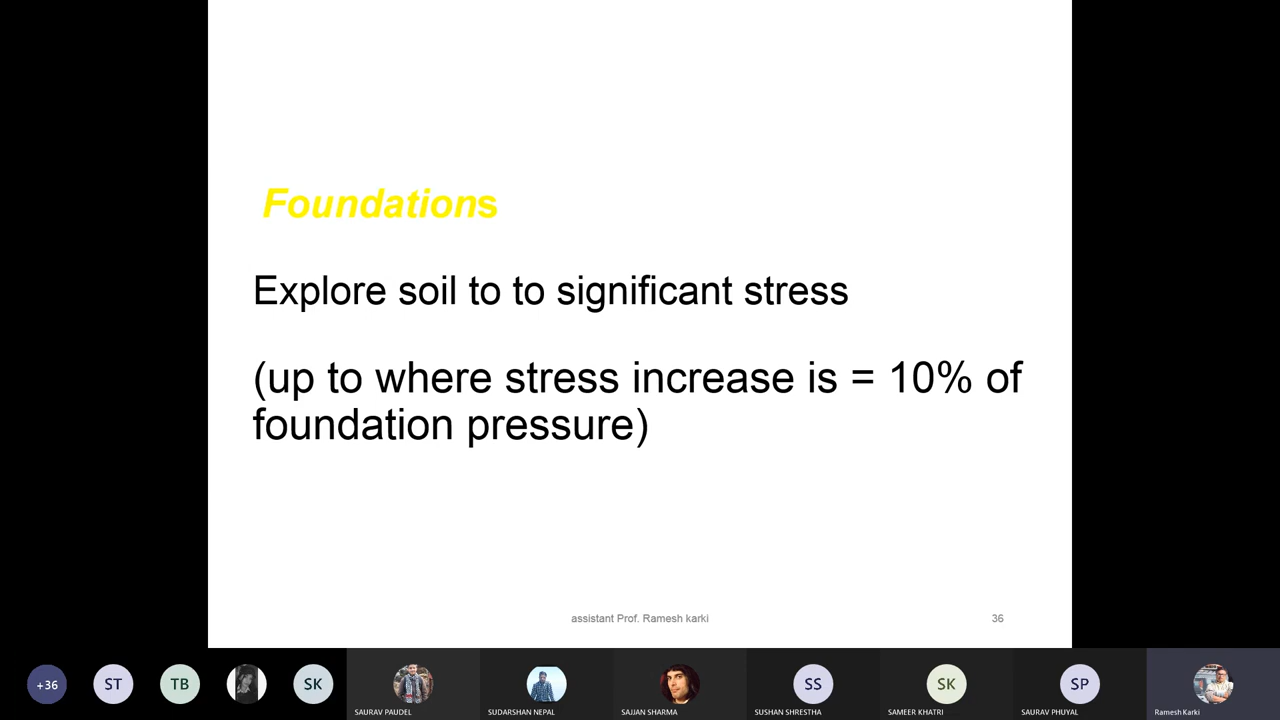 Foundations
Explore soil to to significant stress
(up to where stress increase is = 10% of
foundation pressure)
assistant Prof. Ramesh karki
36
+36
ST
TB
SK
SAURAV PAUDEL
SUDARSHAN NEPAL
SAJJAN SHARMA
SS
SUSHAN SHRESTHA
SK
SAMEER KHATRI
SP
SAURAV PHUYAL
Ramesh Karki